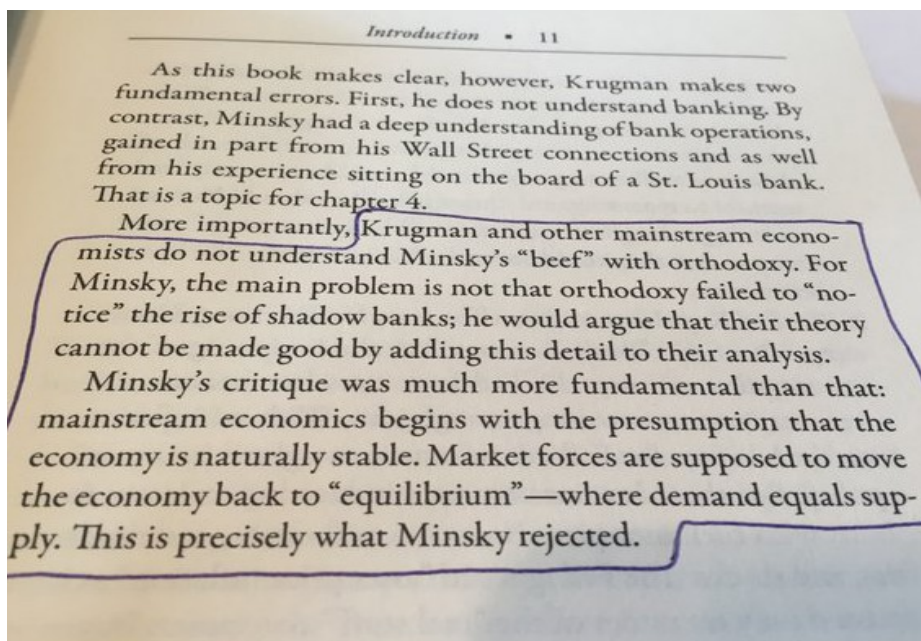 Introduction ▪ 11
As this book makes clear, however, Krugman makes two
fundamental errors. First, he does not understand banking. By
contrast, Minsky had a deep understanding of bank operations,
gained in part from his Wall Street connections and as well
from his experience sitting on the board of a St. Louis bank.
That is a topic for chapter 4.
More importantly, Krugman and other mainstream econo-
mists do not understand Minsky's “beef” with orthodoxy. For
Minsky, the main problem is not that orthodoxy failed to “no-
tice” the rise of shadow banks; he would argue that their theory
cannot be made good by adding this detail to their analysis.
Minsky's critique was much more fundamental than that:
mainstream economics begins with the presumption that the
economy is naturally stable. Market forces are supposed to move
the economy back to “equilibrium”—where demand equals sup-
ply. This is precisely what Minsky rejected.